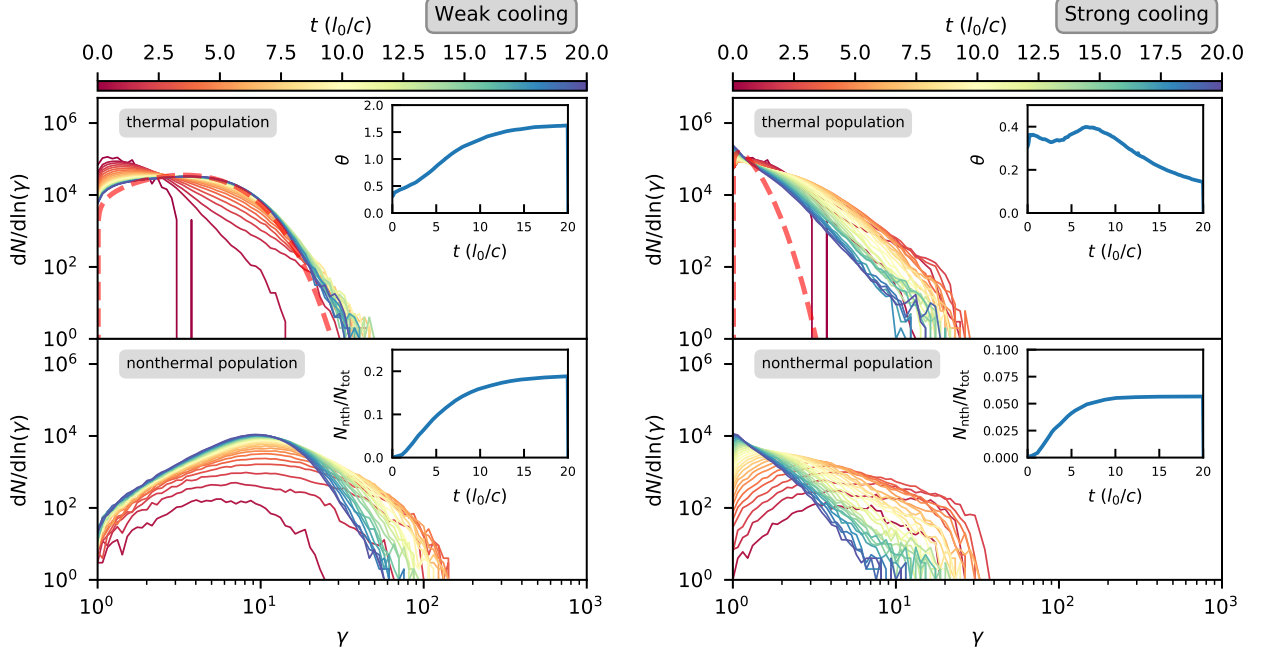 Weak cooling
t (l₀/c)
0.0 2.5 5.0 7.5 10.0 12.5 15.0 17.5 20.0
thermal population
dN/dln(γ)
10⁶
10⁴
10²
10⁰
θ
2.0
1.5
1.0
0.5
0.0
0 5 10 15 20
t (l₀/c)
nonthermal population
dN/dln(γ)
10⁶
10⁴
10²
10⁰
Nₙₜₕ/Nₜₒₜ
0.2
0.1
0.0
0 5 10 15 20
t (l₀/c)
10⁰ 10¹ 10² 10³
γ
Strong cooling
t (l₀/c)
0.0 2.5 5.0 7.5 10.0 12.5 15.0 17.5 20.0
thermal population
dN/dln(γ)
10⁶
10⁴
10²
10⁰
θ
0.4
0.2
0.0
0 5 10 15 20
t (l₀/c)
nonthermal population
dN/dln(γ)
10⁶
10⁴
10²
10⁰
Nₙₜₕ/Nₜₒₜ
0.100
0.075
0.050
0.025
0.000
0 5 10 15 20
t (l₀/c)
10⁰ 10¹ 10² 10³
γ